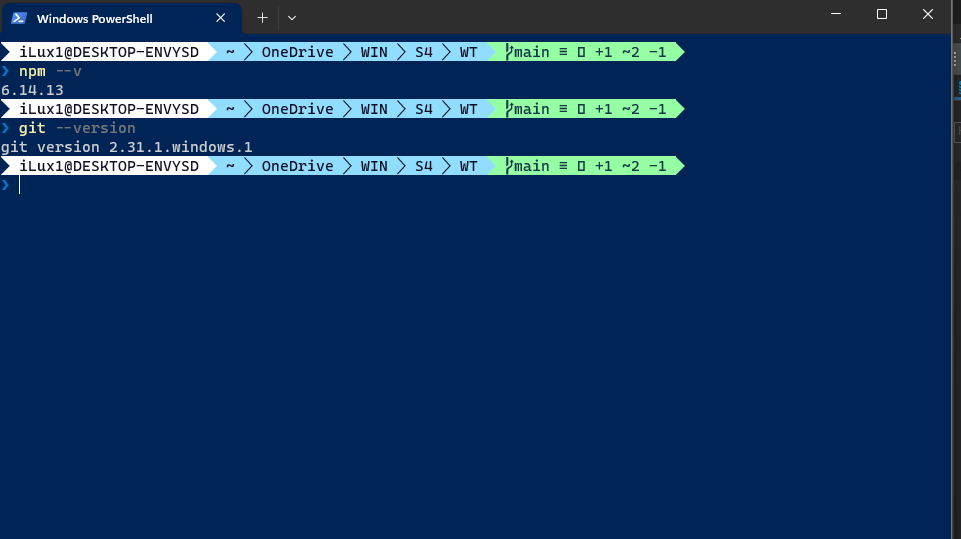 Windows PowerShell
iLux1@DESKTOP-ENVYSD ~ OneDrive WIN S4 WT main ≡ +1 ~2 -1
❯ npm --v
6.14.13
iLux1@DESKTOP-ENVYSD ~ OneDrive WIN S4 WT main ≡ +1 ~2 -1
❯ git --version
git version 2.31.1.windows.1
iLux1@DESKTOP-ENVYSD ~ OneDrive WIN S4 WT main ≡ +1 ~2 -1
❯